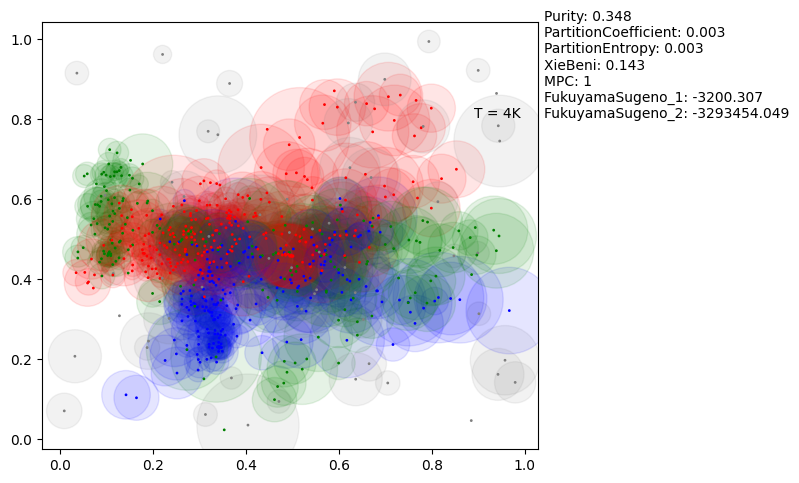 Purity: 0.348
PartitionCoefficient: 0.003
PartitionEntropy: 0.003
XieBeni: 0.143
MPC: 1
FukuyamaSugeno_1: -3200.307
FukuyamaSugeno_2: -3293454.049
T = 4K
1.0
0.8
0.6
0.4
0.2
0.0
0.0 0.2 0.4 0.6 0.8 1.0